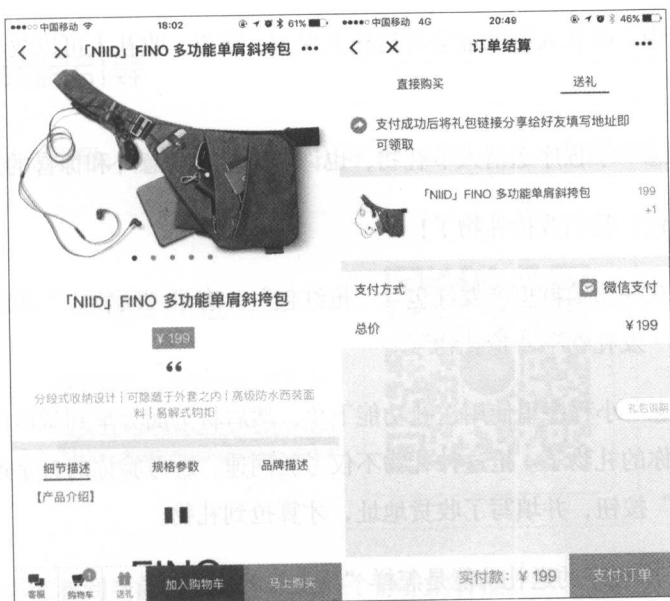 中国移动
18:02
61%
「NIID」FINO 多功能单肩斜挎包
「NIID」FINO 多功能单肩斜挎包
¥ 199
分段式收纳设计 | 可隐藏于外套之内 | 高级防水西装面
料 | 易解式钩扣
细节描述
规格参数
品牌描述
【产品介绍】
FINO
客服
购物车
1
送礼
加入购物车
马上购买
中国移动 4G
20:49
46%
订单结算
直接购买
送礼
支付成功后将礼包链接分享给好友填写地址即
可领取
「NIID」FINO 多功能单肩斜挎包
199
+1
支付方式
微信支付
总价
¥ 199
礼包说明
实付款: ¥ 199
支付订单